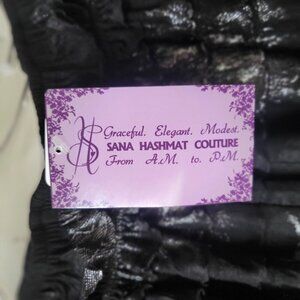 Graceful. Elegant. Modest.
SANA HASHMAT COUTURE
From A.M. to P.M.